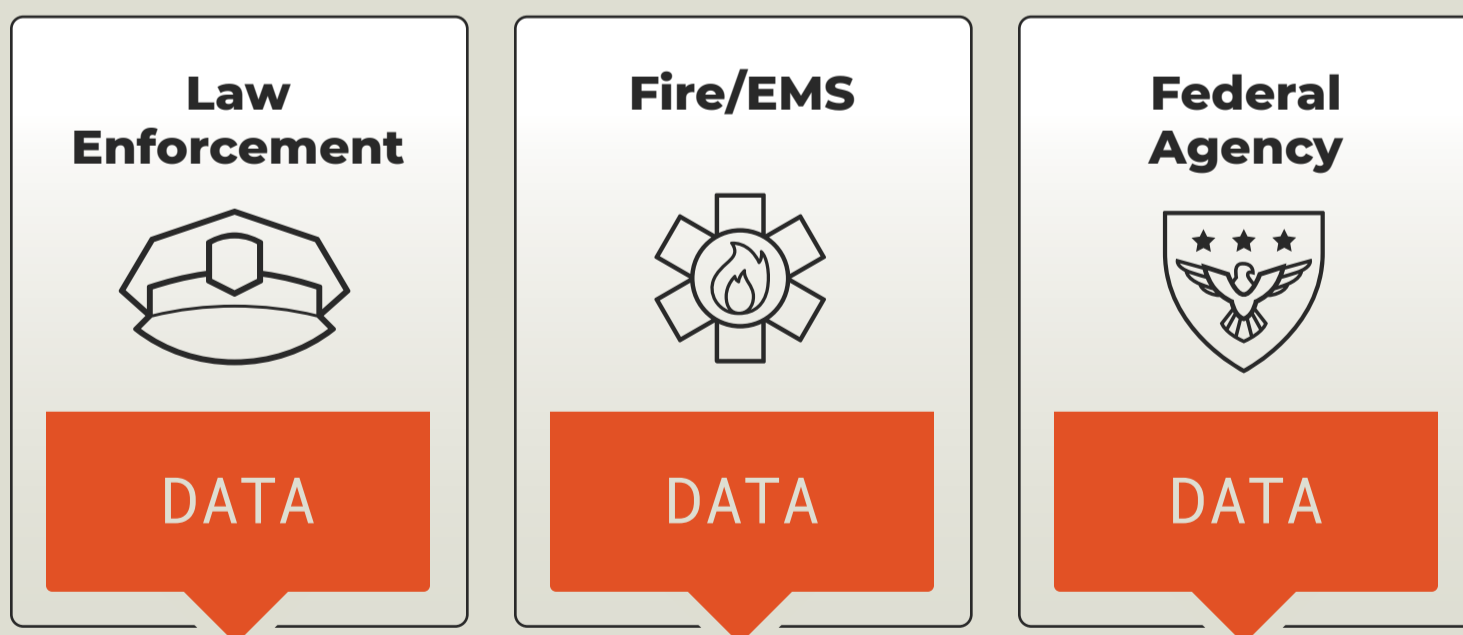 Law
Enforcement
DATA
Fire/EMS
DATA
Federal
Agency
DATA